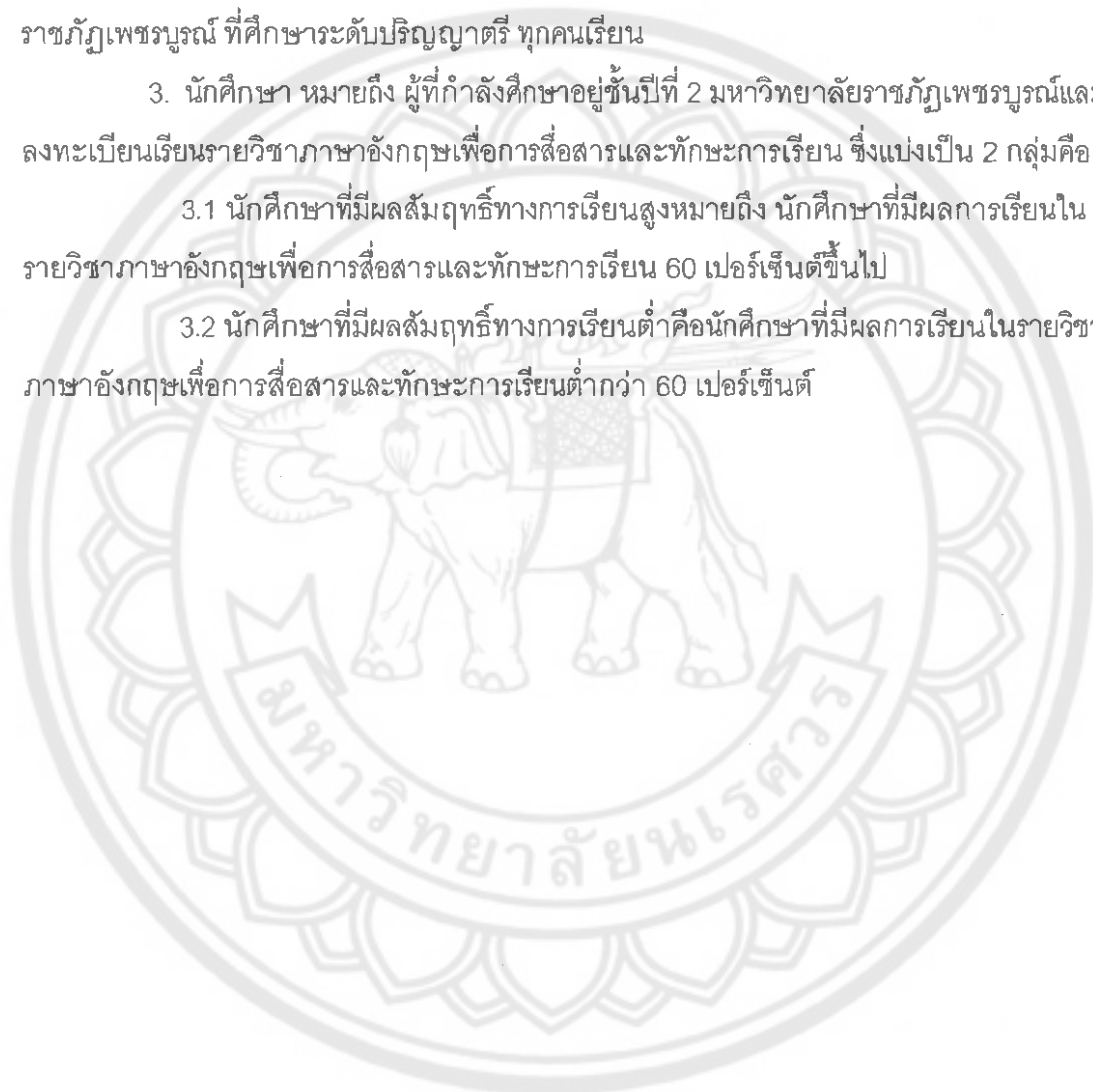 ราชภัฏเพชรบูรณ์ ที่ศึกษาระดับปริญญาตรี ทุกคนเรียน
3. นักศึกษา หมายถึง ผู้ที่กำลังศึกษาอยู่ชั้นปีที่ 2 มหาวิทยาลัยราชภัฏเพชรบูรณ์และ
ลงทะเบียนเรียนรายวิชาภาษาอังกฤษเพื่อการสื่อสารและทักษะการเรียน ซึ่งแบ่งเป็น 2 กลุ่มคือ
3.1 นักศึกษาที่มีผลสัมฤทธิ์ทางการเรียนสูงหมายถึง นักศึกษาที่มีผลการเรียนใน
รายวิชาภาษาอังกฤษเพื่อการสื่อสารและทักษะการเรียน 60 เปอร์เซ็นต์ขึ้นไป
3.2 นักศึกษาที่มีผลสัมฤทธิ์ทางการเรียนต่ำคือนักศึกษาที่มีผลการเรียนในรายวิชา
ภาษาอังกฤษเพื่อการสื่อสารและทักษะการเรียนต่ำกว่า 60 เปอร์เซ็นต์
มหาวิทยาลัยนเรศวร